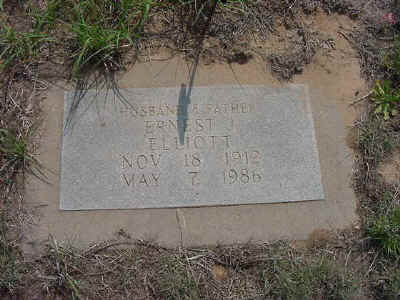 HUSBAND & FATHER
ERNEST J.
ELLIOTT
NOV 18 1912
MAY 7 1986